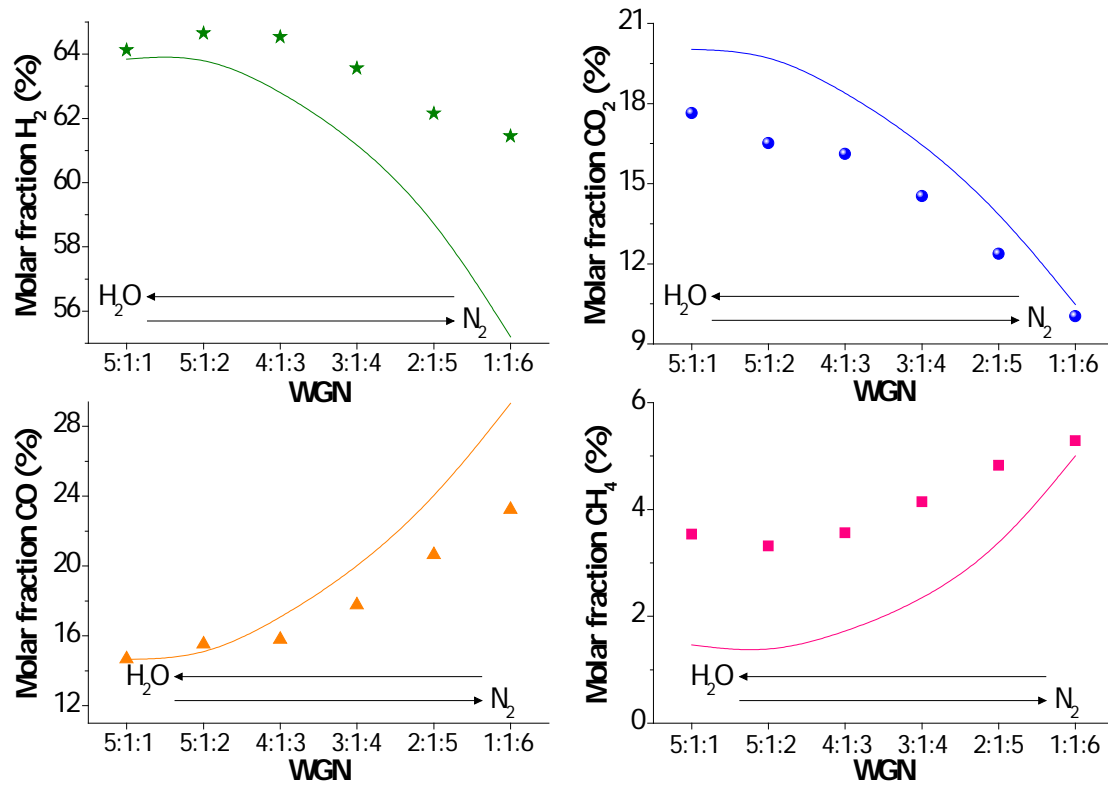 Molar fraction H₂ (%)
64
62
60
58
56
H₂O
N₂
5:1:1 5:1:2 4:1:3 3:1:4 2:1:5 1:1:6
WGN
Molar fraction CO₂ (%)
21
18
15
12
9
H₂O
N₂
5:1:1 5:1:2 4:1:3 3:1:4 2:1:5 1:1:6
WGN
Molar fraction CO (%)
28
24
20
16
12
H₂O
N₂
5:1:1 5:1:2 4:1:3 3:1:4 2:1:5 1:1:6
WGN
Molar fraction CH₄ (%)
6
4
2
0
H₂O
N₂
5:1:1 5:1:2 4:1:3 3:1:4 2:1:5 1:1:6
WGN